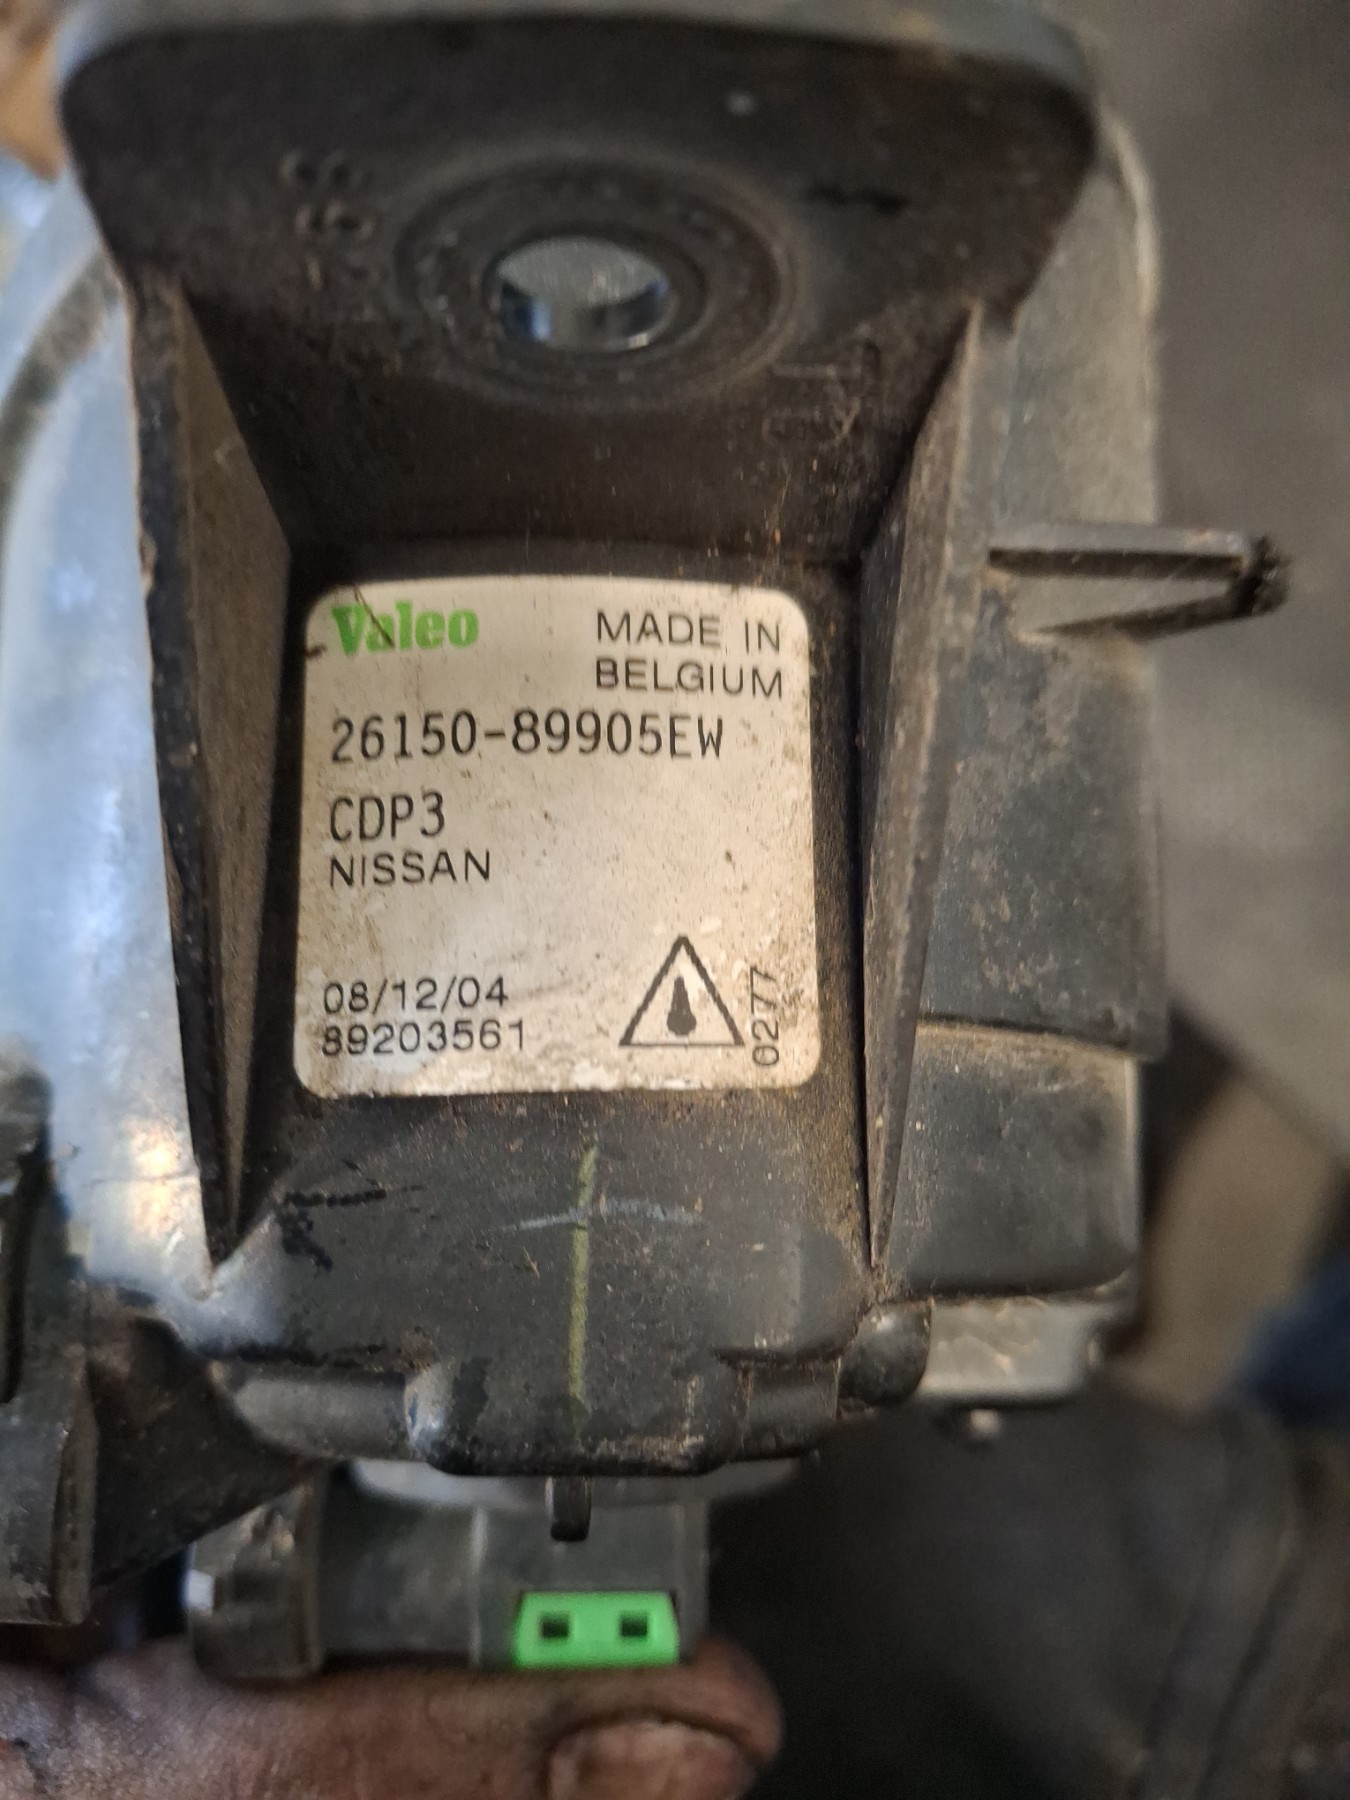 Valeo
MADE IN
BELGIUM
26150-89905EW
CDP3
NISSAN
08/12/04
89203561
0277